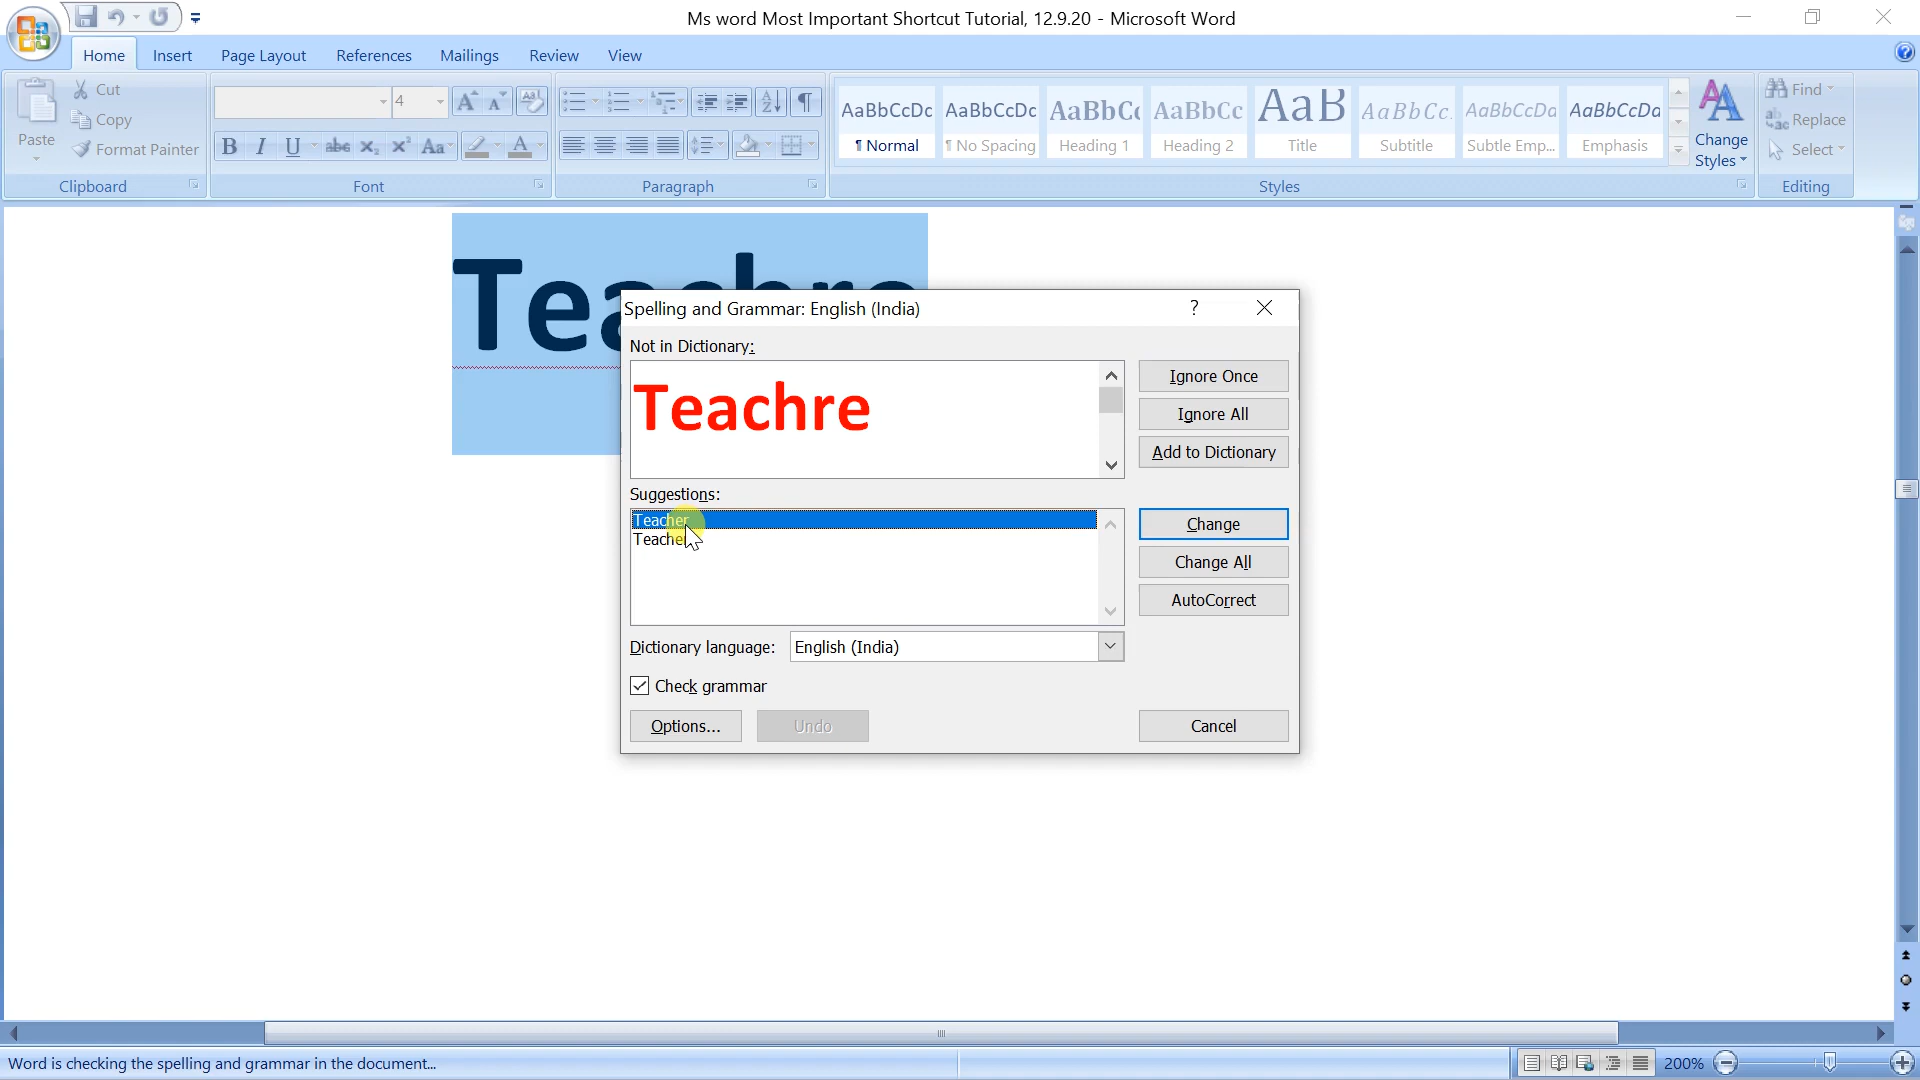 Ms word Most Important Shortcut Tutorial, 12.9.20 - Microsoft Word
Home Insert Page Layout References Mailings Review View
Paste
Cut
Copy
Format Painter
Clipboard
4
Font
Paragraph
AaBbCcDc AaBbCcDc AaBbC AaBbCc AaB AaBbCc. AaBbCcDa AaBbCcDa
¶ Normal ¶ No Spacing Heading 1 Heading 2 Title Subtitle Subtle Emp... Emphasis
Styles
Change
Styles
Find
Replace
Select
Editing
Spelling and Grammar: English (India)
Not in Dictionary:
Teachre
Ignore Once
Ignore All
Add to Dictionary
Suggestions:
Teacher
Change
Change All
AutoCorrect
Dictionary language: English (India)
Check grammar
Options... Undo Cancel
Word is checking the spelling and grammar in the document...
200%